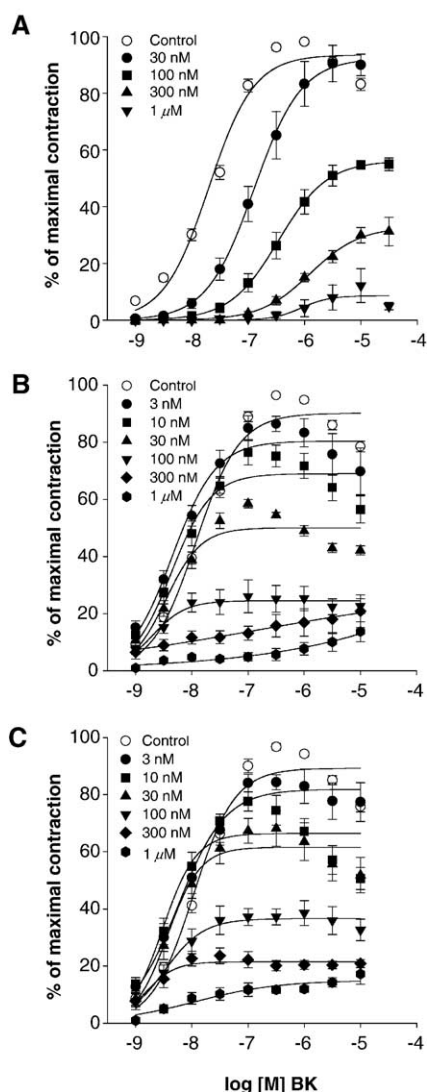 A
% of maximal contraction
100
80
60
40
20
0
Control
30 nM
100 nM
300 nM
1 μM
-9 -8 -7 -6 -5 -4
B
% of maximal contraction
100
80
60
40
20
0
Control
3 nM
10 nM
30 nM
100 nM
300 nM
1 μM
-9 -8 -7 -6 -5 -4
C
% of maximal contraction
100
80
60
40
20
0
Control
3 nM
10 nM
30 nM
100 nM
300 nM
1 μM
-9 -8 -7 -6 -5 -4
log [M] BK